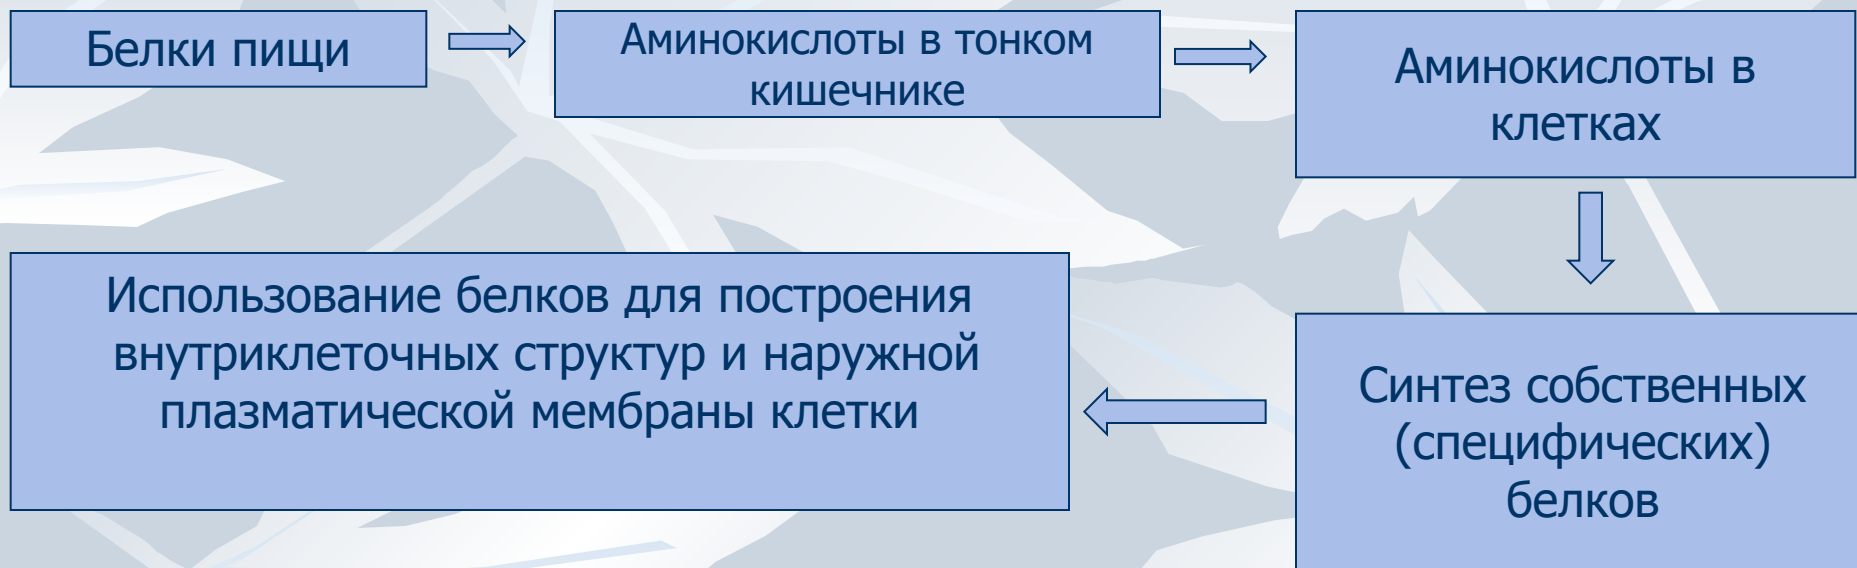 Белки пищи
Аминокислоты в тонком
кишечнике
Аминокислоты в
клетках
Синтез собственных
(специфических)
белков
Использование белков для построения
внутриклеточных структур и наружной
плазматической мембраны клетки